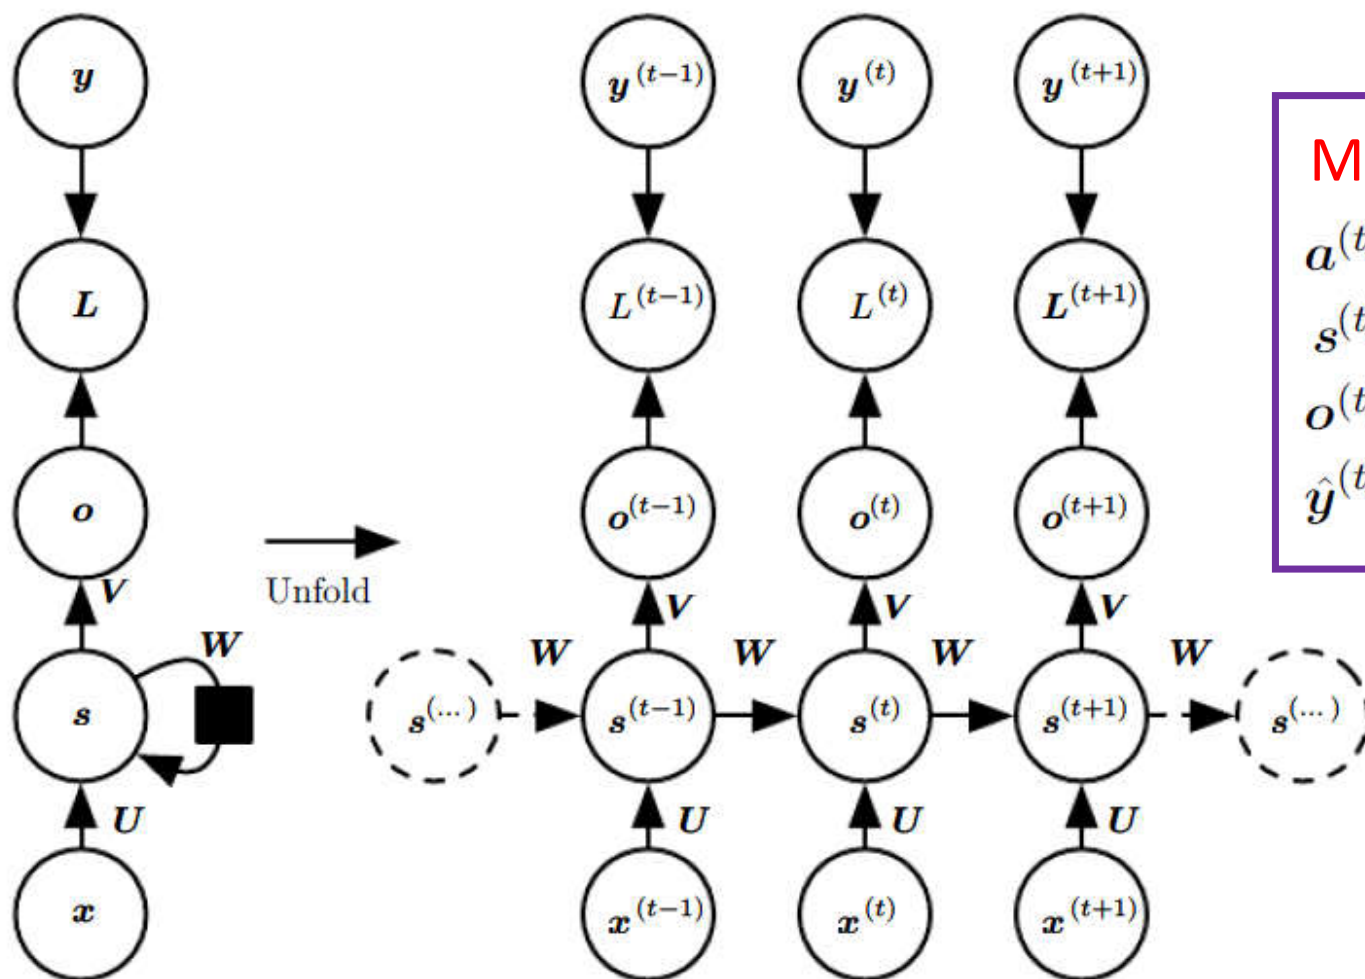 y
y^(t−1) y^(t) y^(t+1)
M
a^(t
L
L^(t−1) L^(t) L^(t+1)
s^(t
o^(t
o
o^(t−1) o^(t) o^(t+1)
ŷ^(t
Unfold
V
V V V
W
W W W W
s
s^(...) s^(t−1) s^(t) s^(t+1) s^(...)
U
U U U
x
x^(t−1) x^(t) x^(t+1)